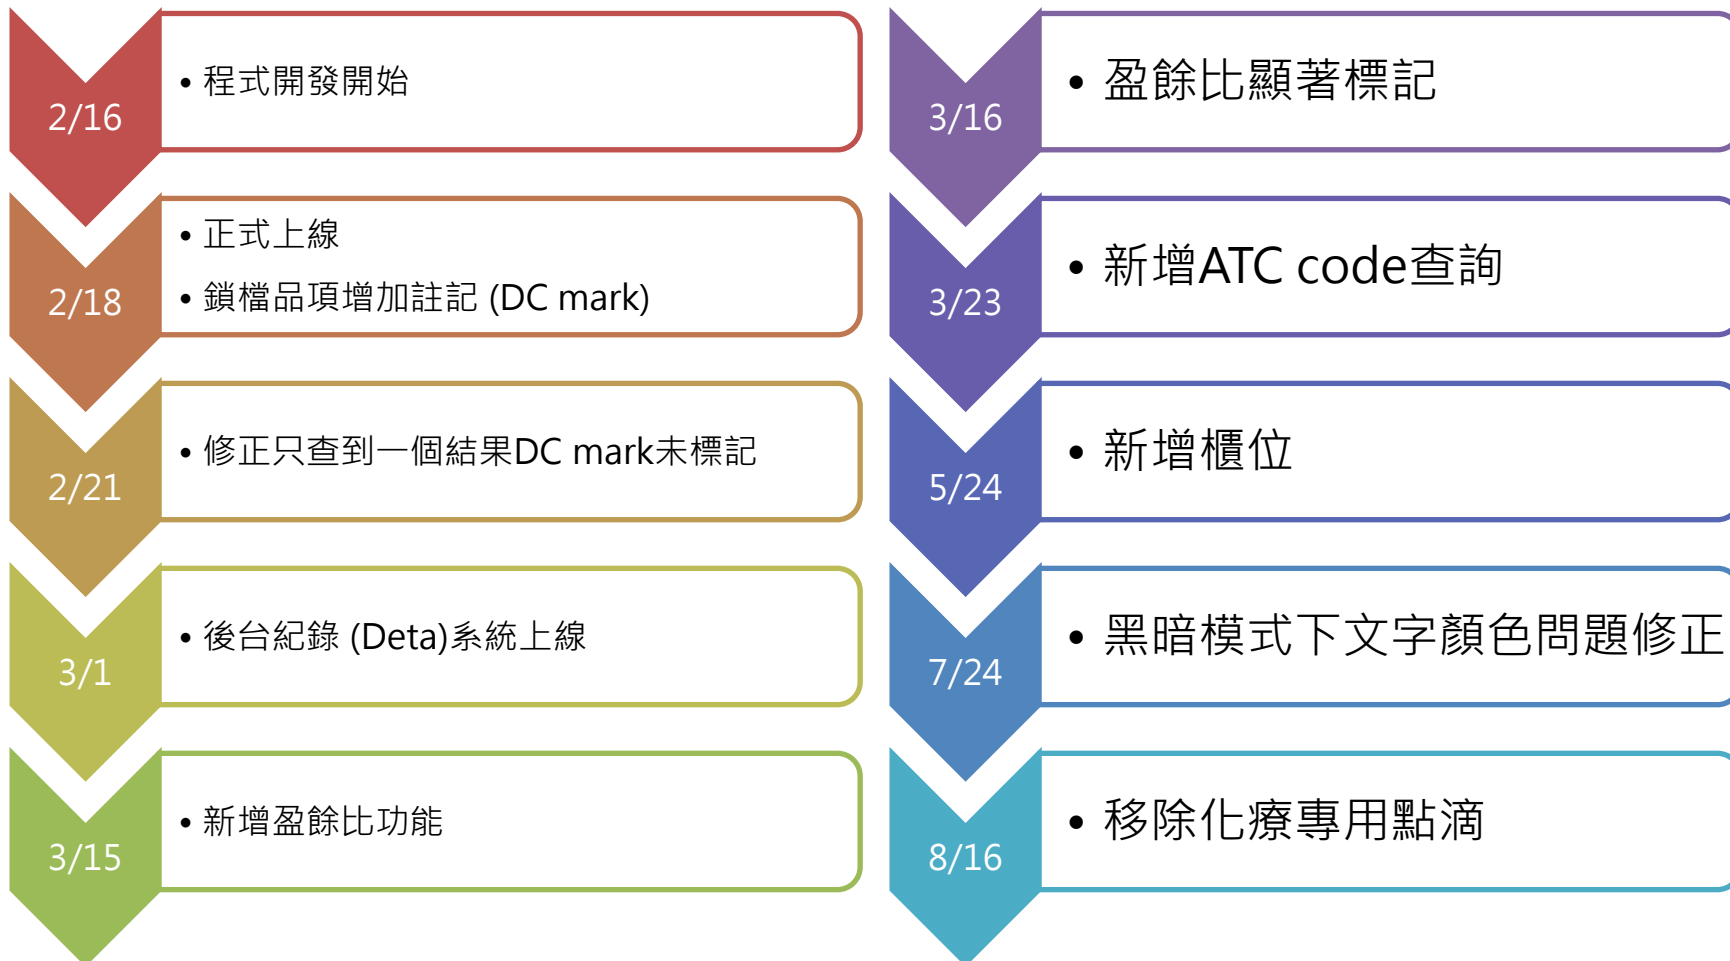 2/16
• 程式開發開始
2/18
• 正式上線
• 鎖檔品項增加註記 (DC mark)
2/21
• 修正只查到一個結果DC mark未標記
3/1
• 後台紀錄 (Deta)系統上線
3/15
• 新增盈餘比功能
3/16
• 盈餘比顯著標記
3/23
• 新增ATC code查詢
5/24
• 新增櫃位
7/24
• 黑暗模式下文字顏色問題修正
8/16
• 移除化療專用點滴